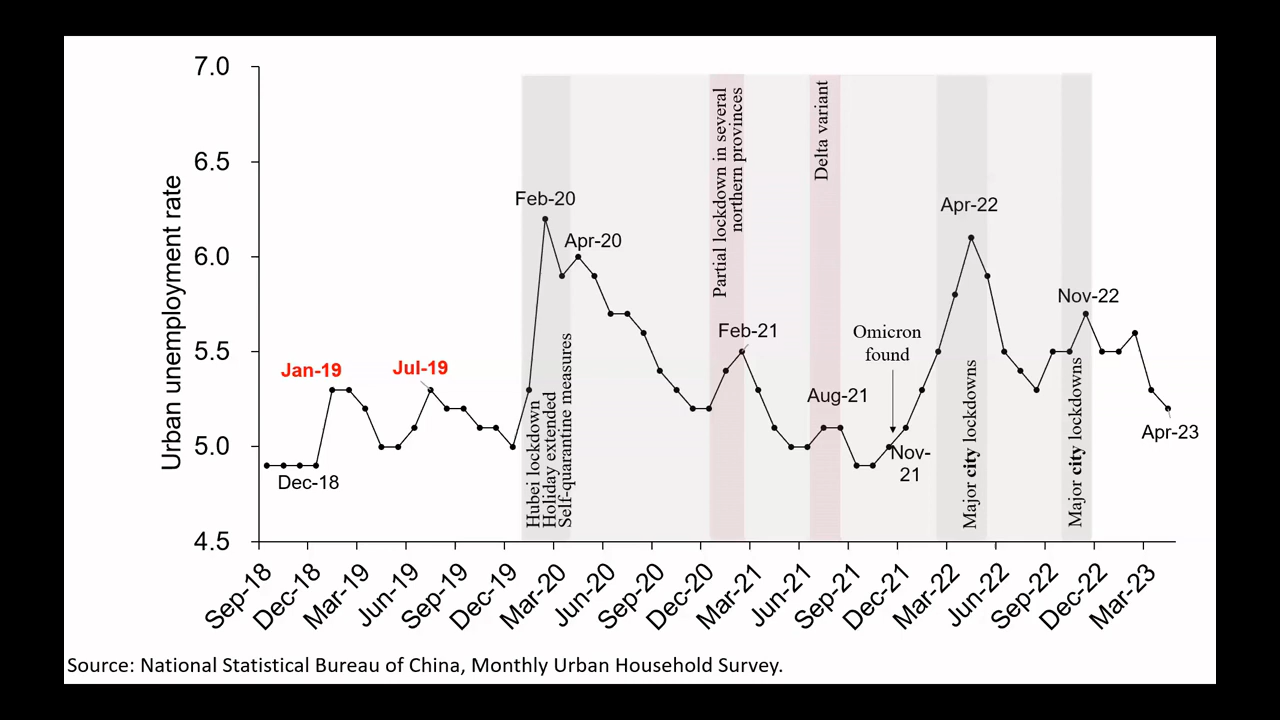 Urban unemployment rate
7.0
6.5
6.0
5.5
5.0
4.5
Jan-19
Dec-18
Jul-19
Feb-20
Apr-20
Hubei lockdown
Holiday extended
Self-quarantine measures
Partial lockdown in several
northern provinces
Feb-21
Delta variant
Aug-21
Omicron
found
Nov-
21
Apr-22
Major city lockdowns
Nov-22
Major city lockdowns
Apr-23
Sep-18
Dec-18
Mar-19
Jun-19
Sep-19
Dec-19
Mar-20
Jun-20
Sep-20
Dec-20
Mar-21
Jun-21
Sep-21
Dec-21
Mar-22
Jun-22
Sep-22
Dec-22
Mar-23
Source: National Statistical Bureau of China, Monthly Urban Household Survey.